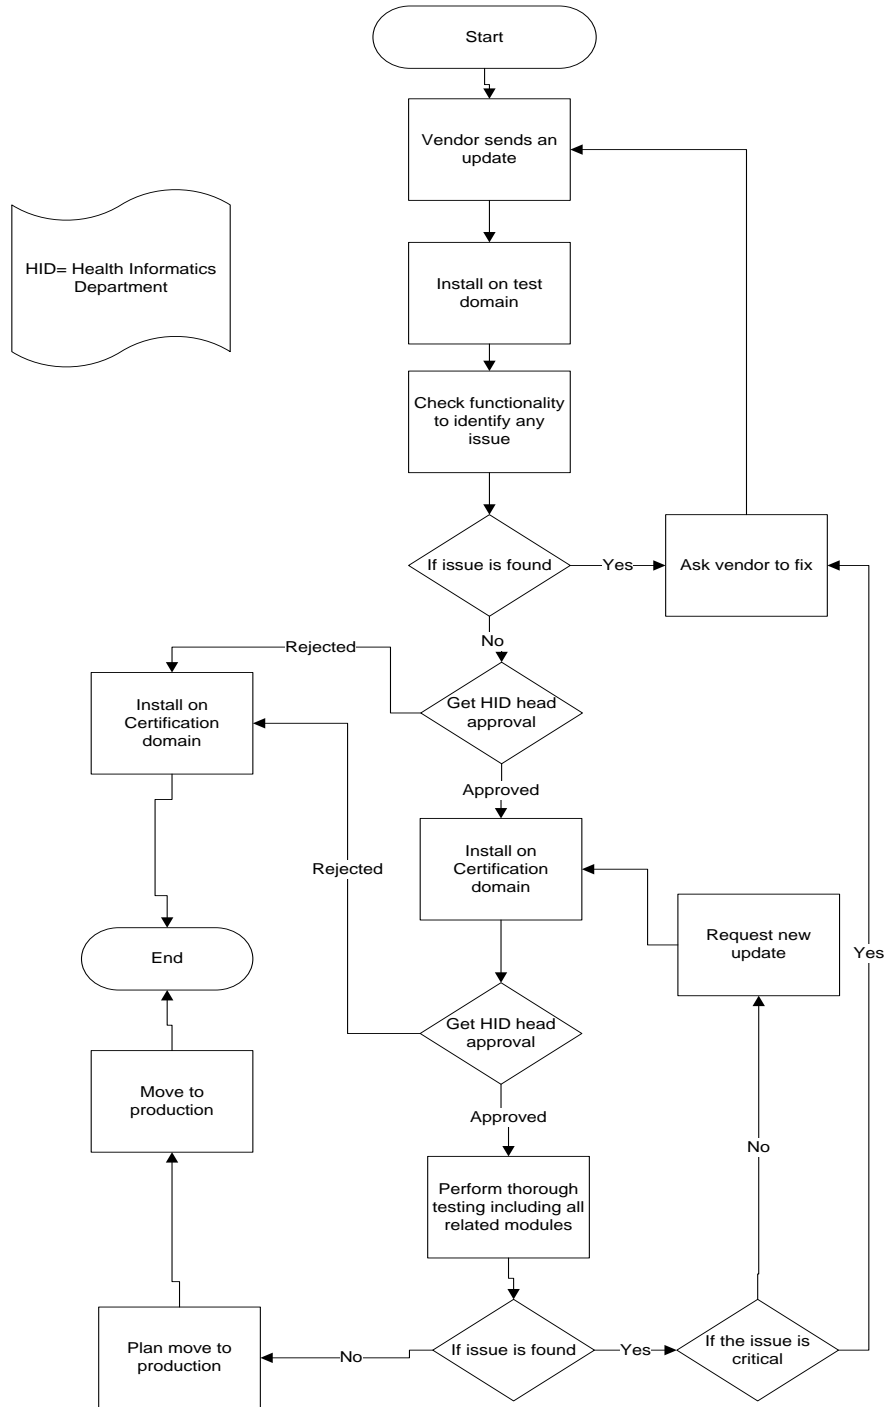 Start
Vendor sends an
update
HID= Health Informatics
Department
Install on test
domain
Check functionality
to identify any
issue
If issue is found
Yes
Ask vendor to fix
No
Rejected
Get HID head
approval
Install on
Certification
domain
Approved
Install on
Certification
domain
Rejected
Request new
update
Yes
End
Get HID head
approval
Move to
production
Approved
No
Perform thorough
testing including all
related modules
If issue is found
Yes
If the issue is
critical
No
Plan move to
production